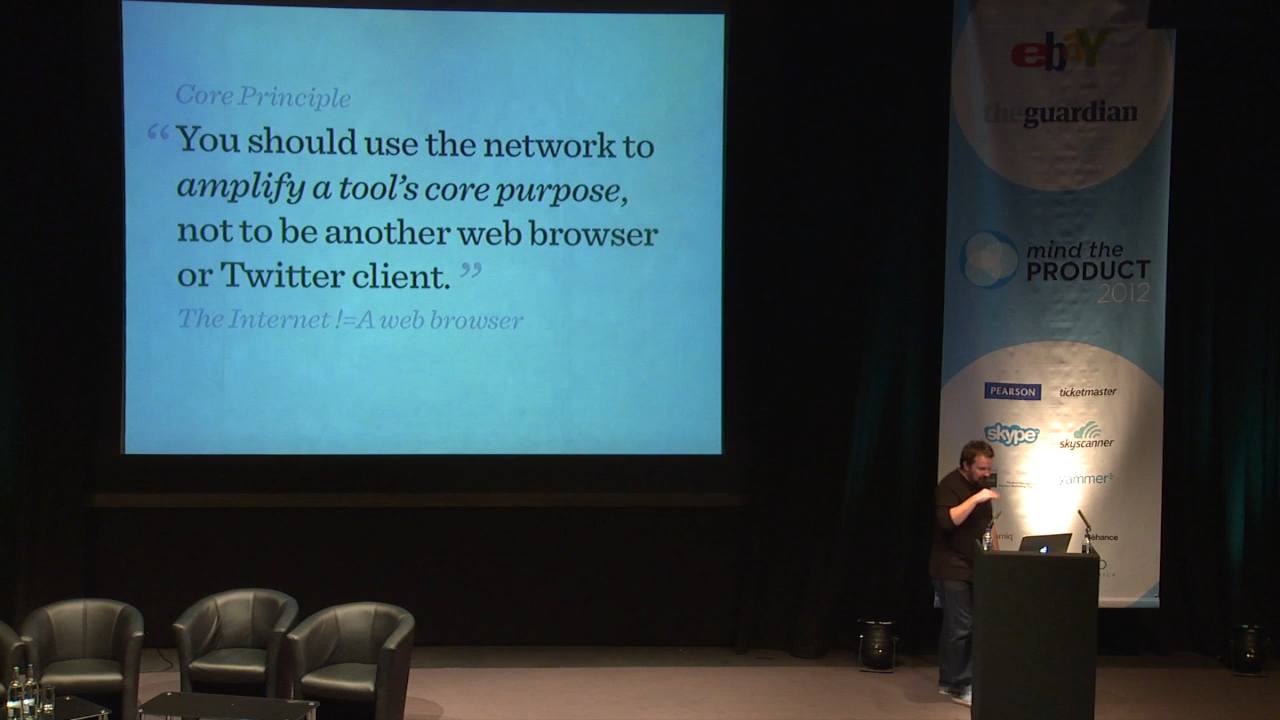 Core Principle
“ You should use the network to
amplify a tool’s core purpose,
not to be another web browser
or Twitter client. ”
The Internet != A web browser
ebay
theguardian
mind the
PRODUCT
2012
PEARSON
ticketmaster
skype
skyscanner
yammer
Behance